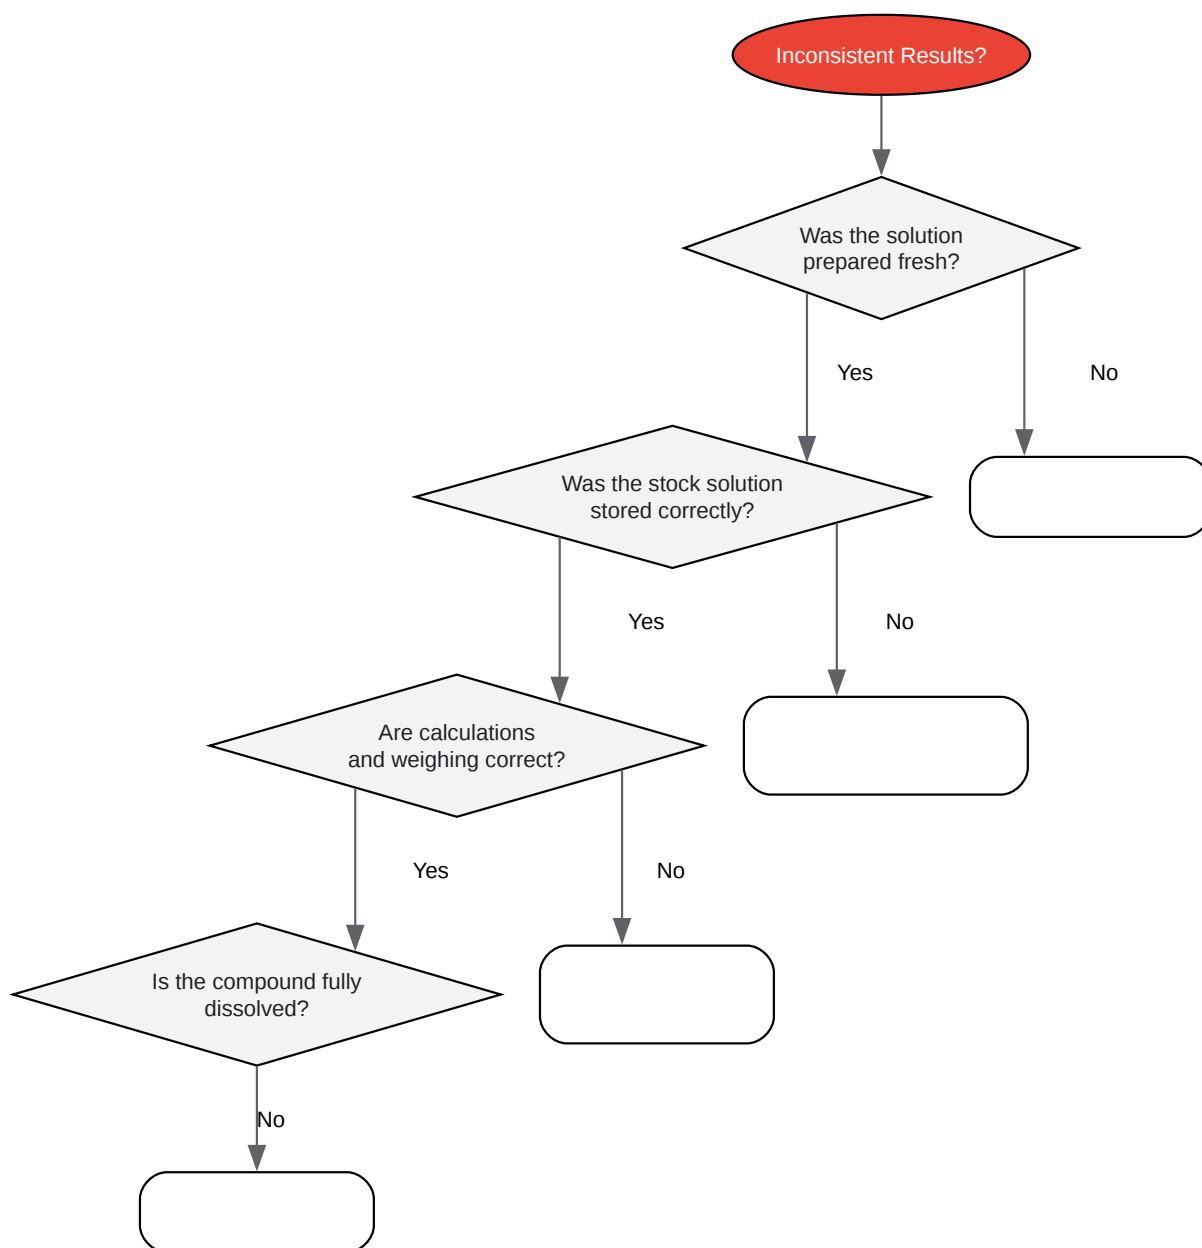 Inconsistent Results?
Was the solution
prepared fresh?
Yes
No
Was the stock solution
stored correctly?
Yes
No
Are calculations
and weighing correct?
Yes
No
Is the compound fully
dissolved?
No